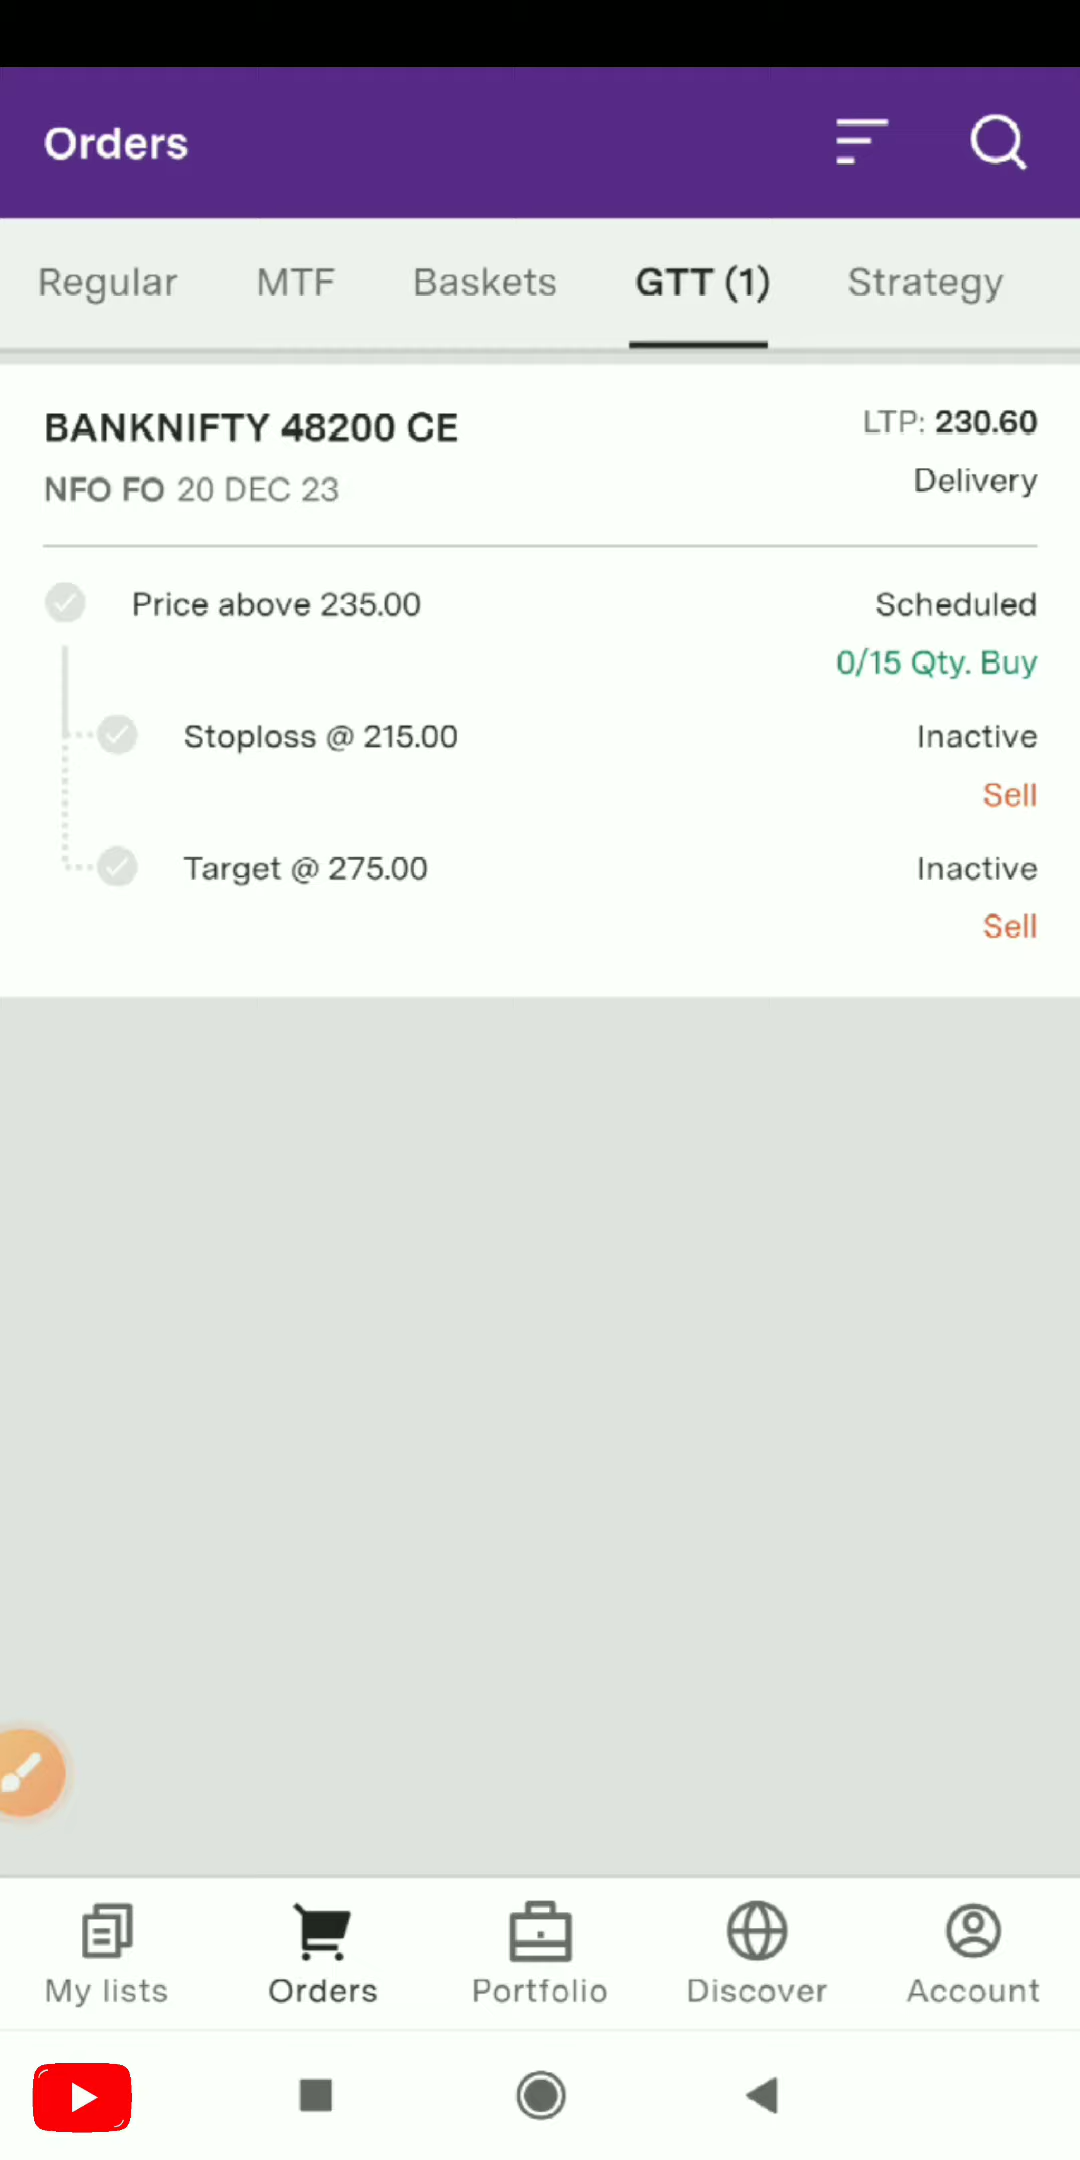 Orders
Regular MTF Baskets GTT (1) Strategy
BANKNIFTY 48200 CE LTP: 230.60
NFO FO 20 DEC 23 Delivery
Price above 235.00 Scheduled
0/15 Qty. Buy
Stoploss @ 215.00 Inactive
Sell
Target @ 275.00 Inactive
Sell
My lists Orders Portfolio Discover Account